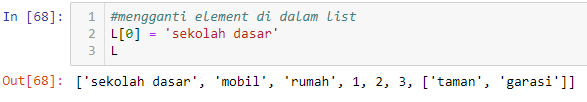 In [68]: 1 #mengganti element di dalam list
2 L[0] = 'sekolah dasar'
3 L
Out[68]: ['sekolah dasar', 'mobil', 'rumah', 1, 2, 3, ['taman', 'garasi']]